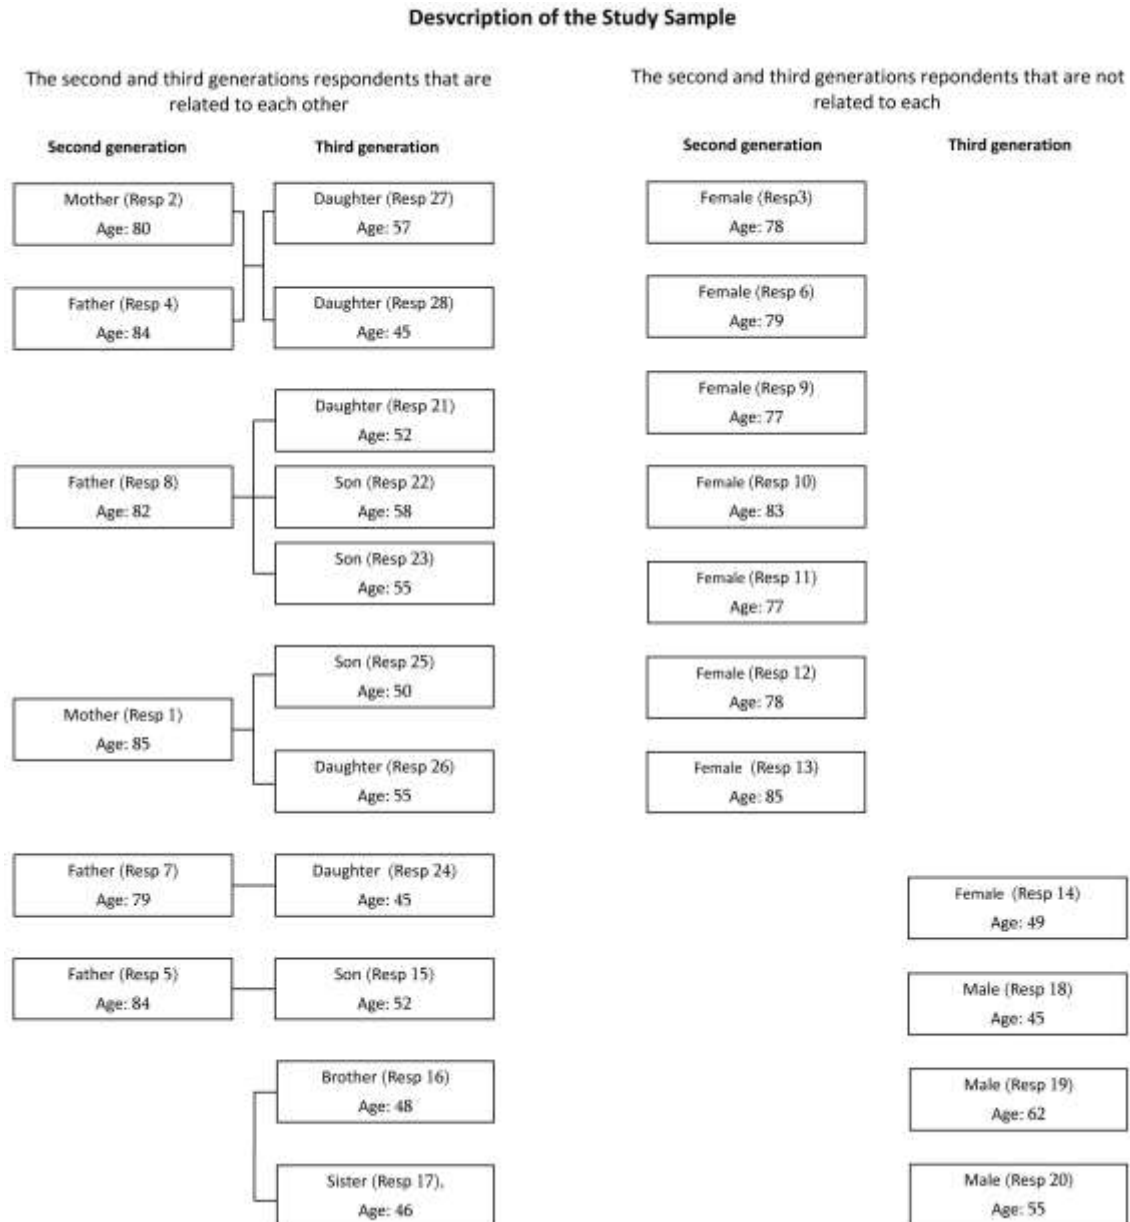 Desvcription of the Study Sample
The second and third generations respondents that are
related to each other
Second generation
Third generation
Mother (Resp 2)
Age: 80
Father (Resp 4)
Age: 84
Daughter (Resp 27)
Age: 57
Daughter (Resp 28)
Age: 45
Father (Resp 8)
Age: 82
Daughter (Resp 21)
Age: 52
Son (Resp 22)
Age: 58
Son (Resp 23)
Age: 55
Mother (Resp 1)
Age: 85
Son (Resp 25)
Age: 50
Daughter (Resp 26)
Age: 55
Father (Resp 7)
Age: 79
Daughter (Resp 24)
Age: 45
Father (Resp 5)
Age: 84
Son (Resp 15)
Age: 52
Brother (Resp 16)
Age: 48
Sister (Resp 17).
Age: 46
The second and third generations repondents that are not
related to each
Second generation
Third generation
Female (Resp3)
Age: 78
Female (Resp 6)
Age: 79
Female (Resp 9)
Age: 77
Female (Resp 10)
Age: 83
Female (Resp 11)
Age: 77
Female (Resp 12)
Age: 78
Female (Resp 13)
Age: 85
Female (Resp 14)
Age: 49
Male (Resp 18)
Age: 45
Male (Resp 19)
Age: 62
Male (Resp 20)
Age: 55